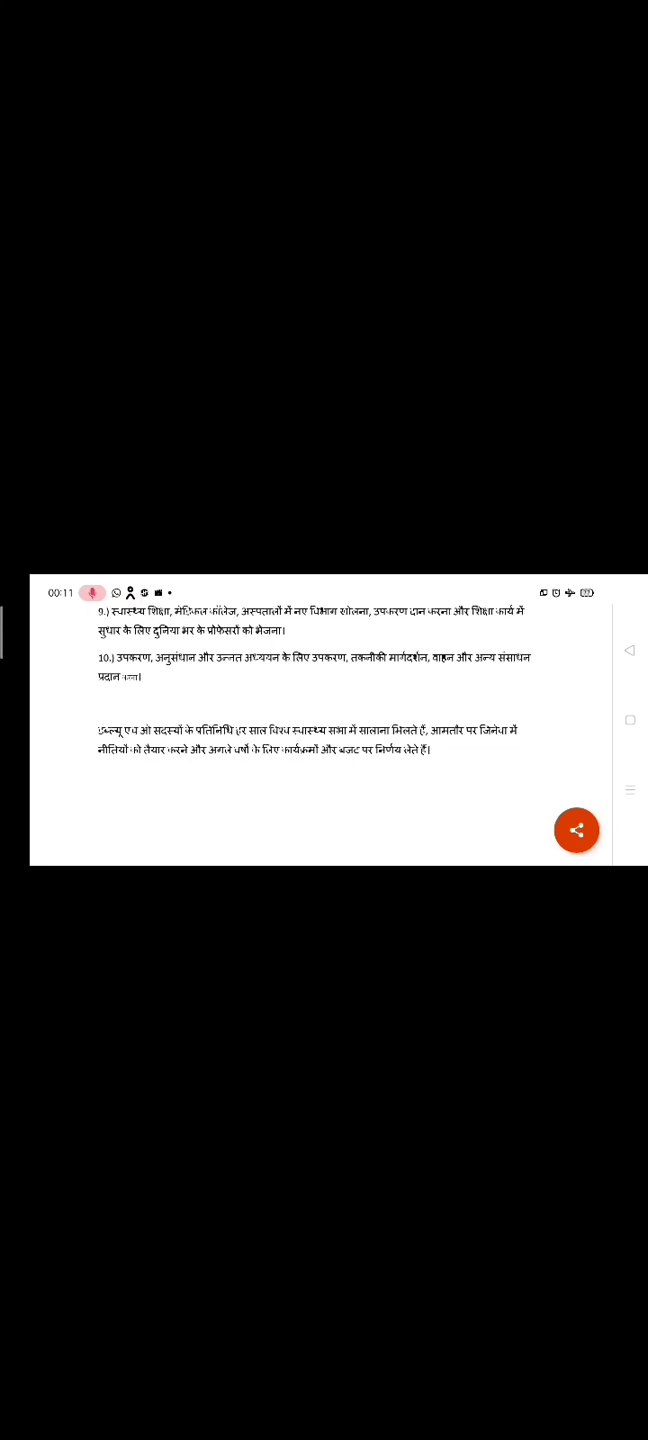 00:11
9.) स्वास्थ्य शिक्षा, मेडिकल कॉलेज, अस्पतालों में नए विभाग खोलना, उपकरण दान करना और शिक्षा कार्य में
सुधार के लिए दुनिया भर के प्रोफेसरों को भेजना।
10.) उपकरण, अनुसंधान और उन्नत अध्ययन के लिए उपकरण, तकनीकी मार्गदर्शन, वाहन और अन्य संसाधन
प्रदान करना।
डब्ल्यू एच ओ सदस्यों के प्रतिनिधि हर साल विश्व स्वास्थ्य सभा में सालाना मिलते हैं, आमतौर पर जिनेवा में
नीतियों को तैयार करने और अगले वर्षों के लिए कार्यक्रमों और बजट पर निर्णय लेते हैं।